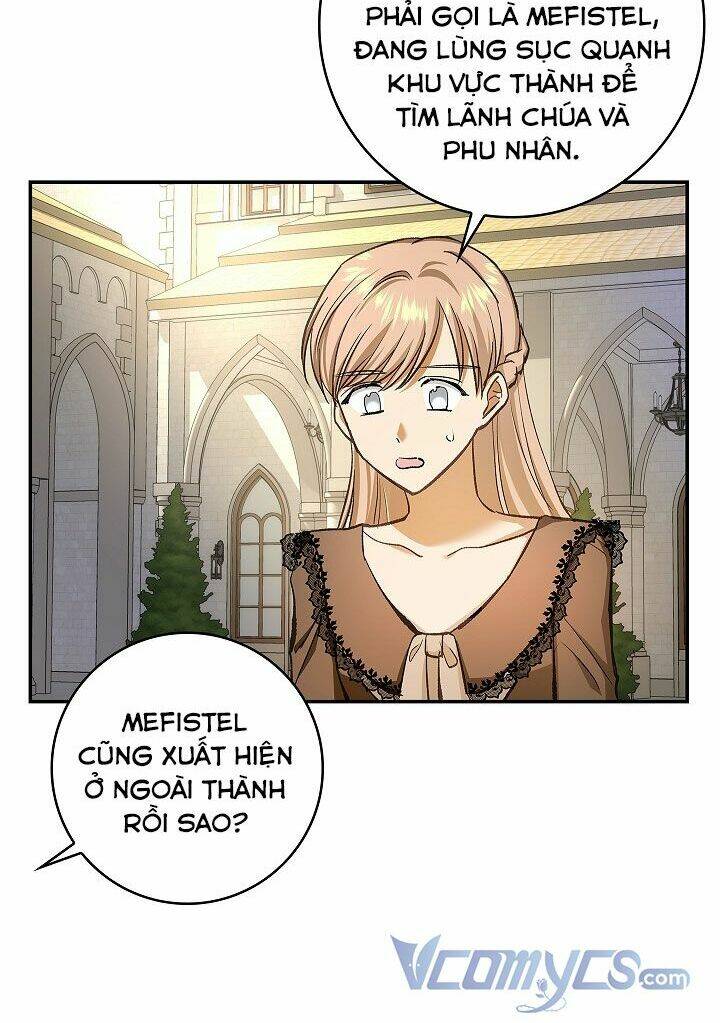 PHẢI GỌI LÀ MEFISTEL,
ĐANG LÙNG SỤC QUANH
KHU VỰC THÀNH ĐỂ
TÌM LÃNH CHÚA VÀ
PHU NHÂN.
MEFISTEL
CŨNG XUẤT HIỆN
Ở NGOÀI THÀNH
RỒI SAO?
VCOMYCS.com